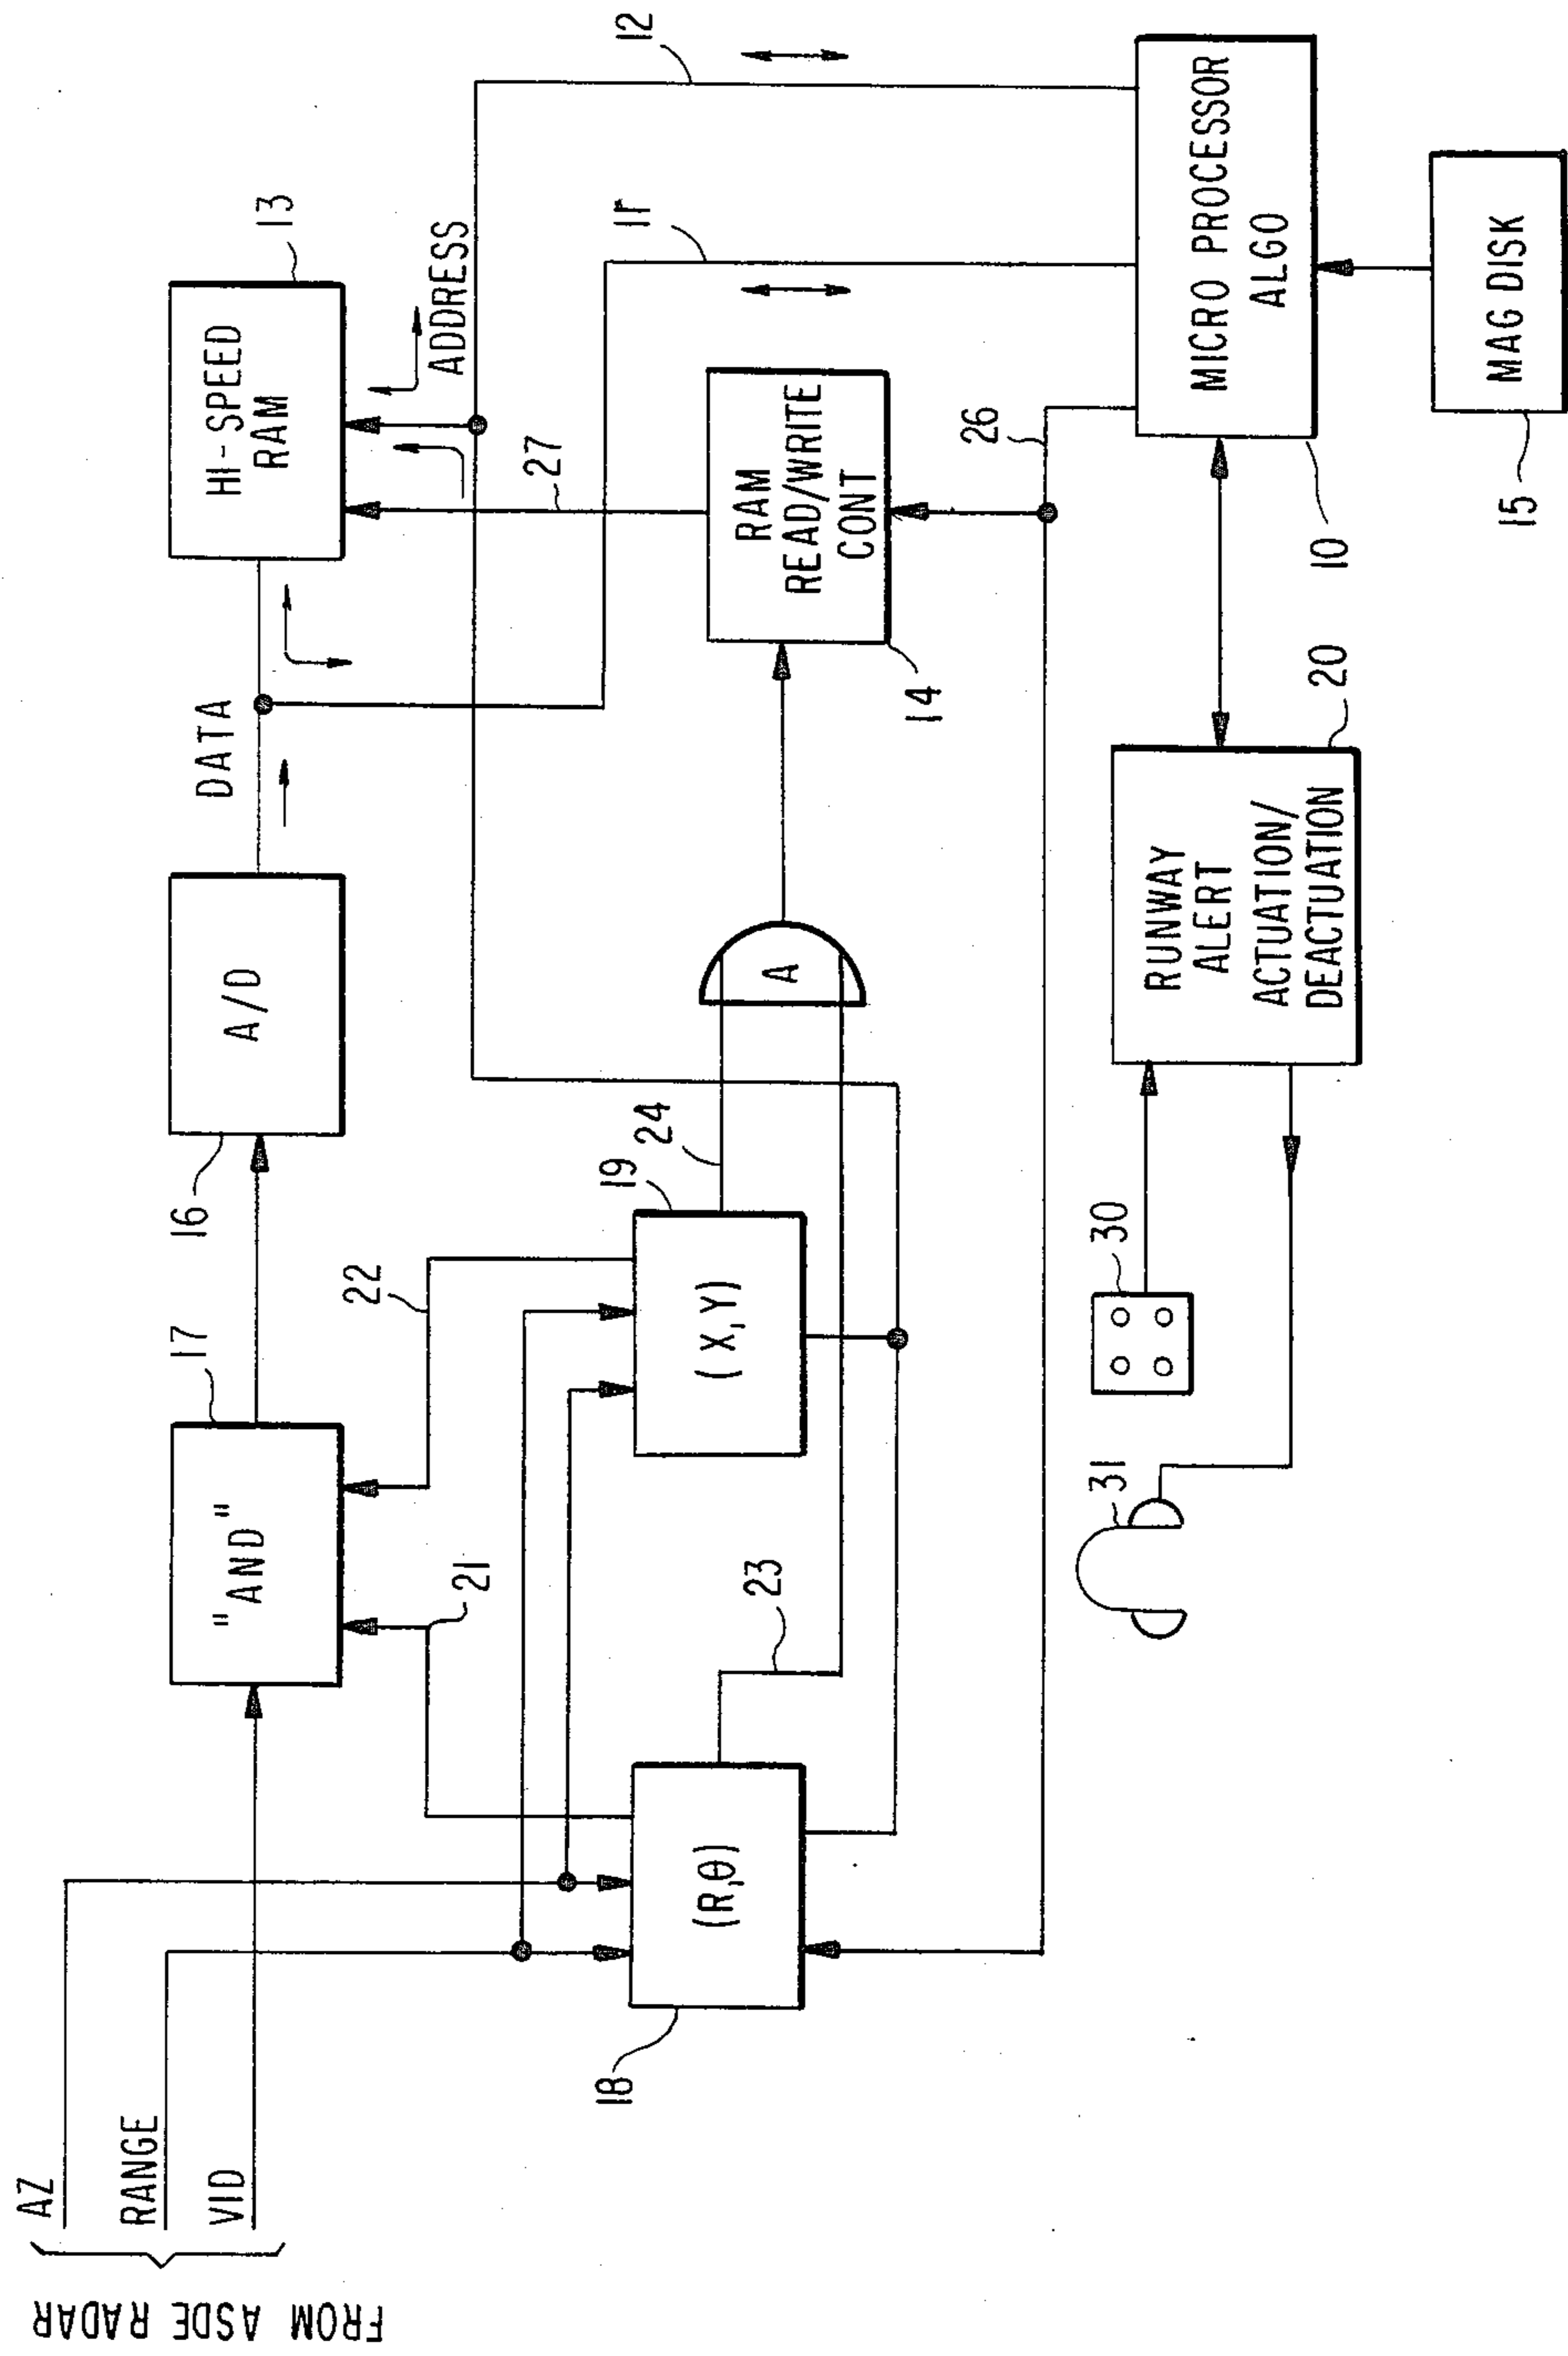 FROM ASDE RADAR
AZ
RANGE
VID
"AND"
17
A/D
16
DATA
HI-SPEED
RAM
13
ADDRESS
12
11
21
22
(R,θ)
18
(X,Y)
19
24
23
A
RAM
READ/WRITE
CONT
14
27
26
MICRO PROCESSOR
ALGO
10
MAG DISK
15
RUNWAY
ALERT
ACTUATION/
DEACTUATION
20
30
31